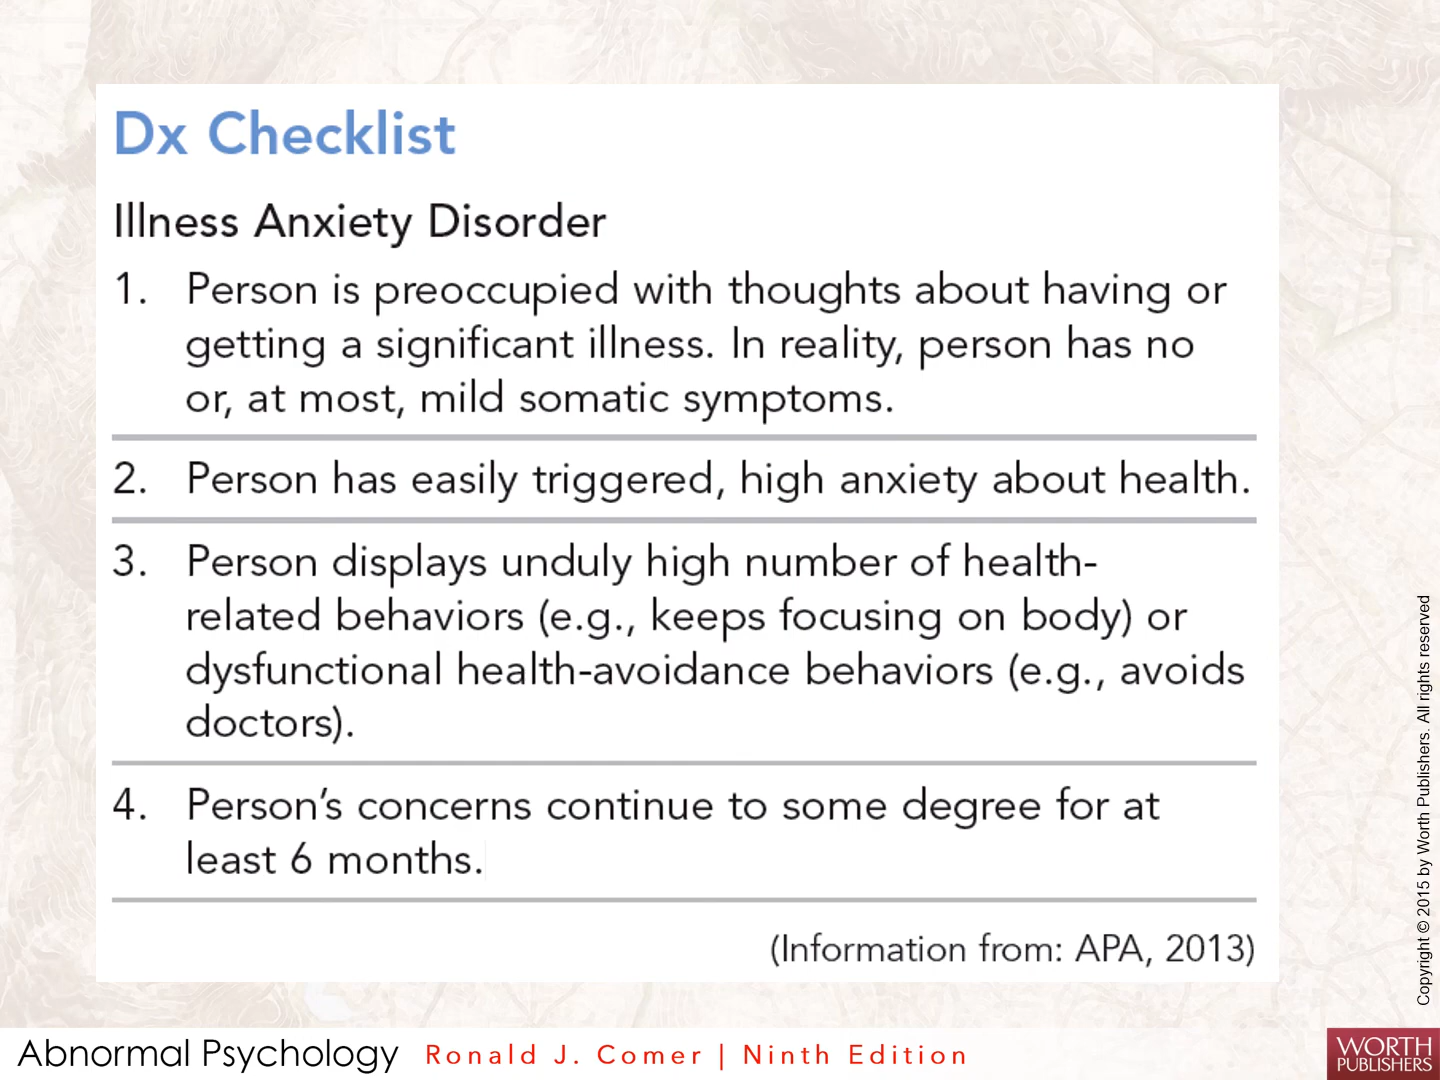 Dx Checklist
Illness Anxiety Disorder
1. Person is preoccupied with thoughts about having or
getting a significant illness. In reality, person has no
or, at most, mild somatic symptoms.
2. Person has easily triggered, high anxiety about health.
3. Person displays unduly high number of health-
related behaviors (e.g., keeps focusing on body) or
dysfunctional health-avoidance behaviors (e.g., avoids
doctors).
4. Person’s concerns continue to some degree for at
least 6 months.
(Information from: APA, 2013)
Copyright © 2015 by Worth Publishers. All rights reserved
Abnormal Psychology Ronald J. Comer | Ninth Edition
WORTH
PUBLISHERS